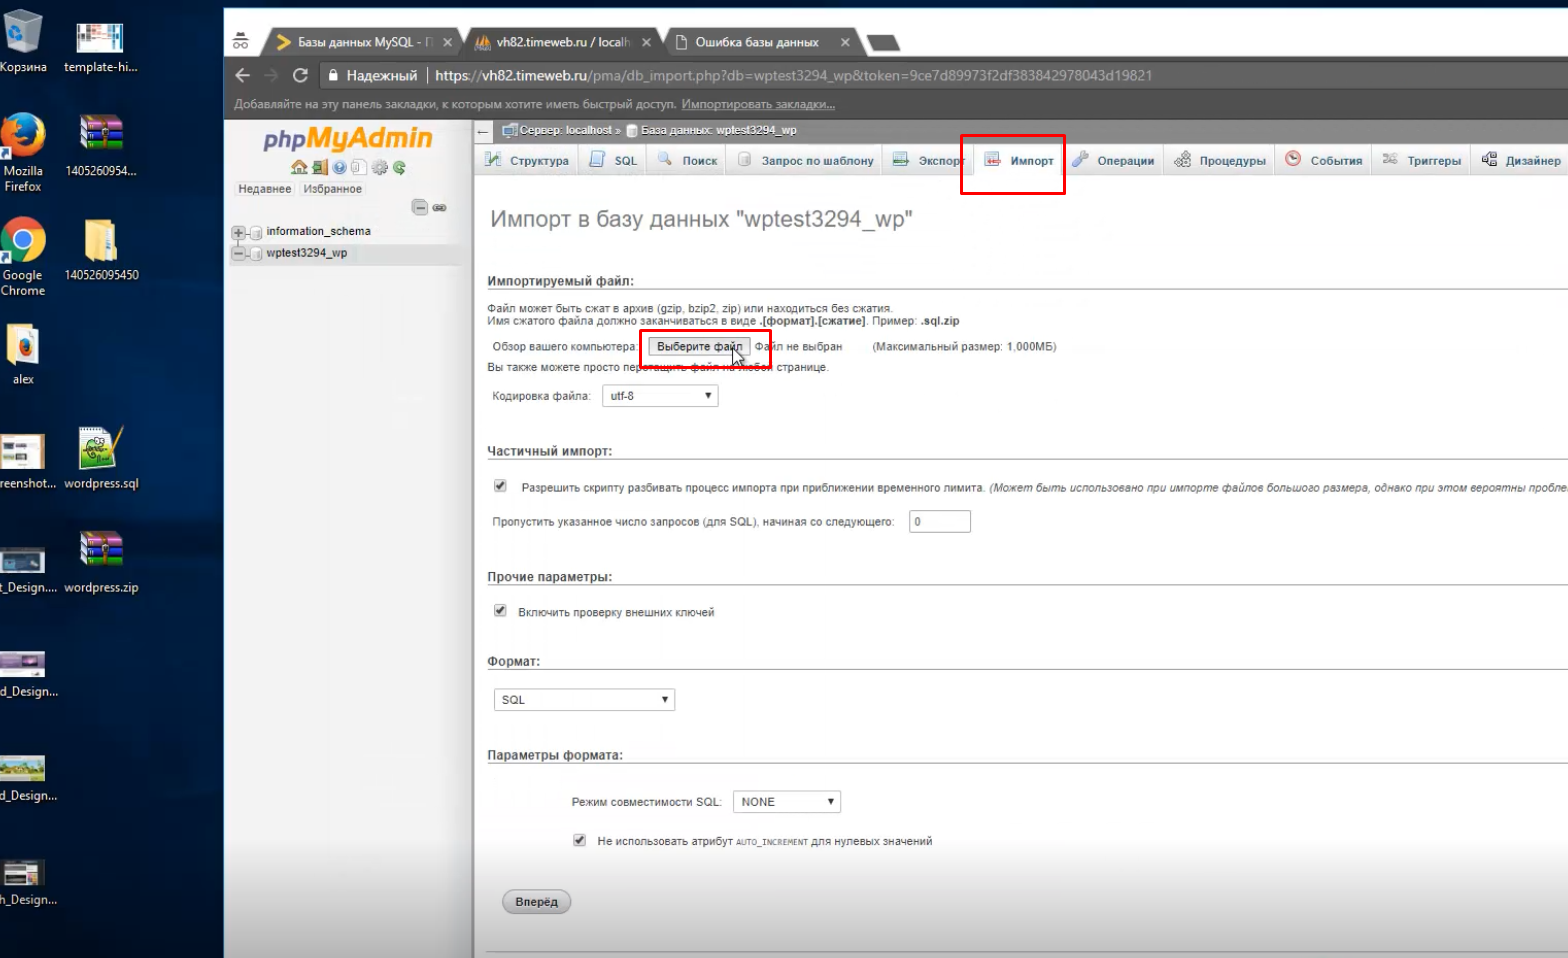 Корзина
template-hi...
Mozilla
Firefox
1405260954...
Google
Chrome
140526095450
alex
reenshot...
wordpress.sql
t_Design....
wordpress.zip
d_Design...
d_Design...
h_Design...
Базы данных MySQL - П
vh82.timeweb.ru / localh
Ошибка базы данных
Надежный
https://vh82.timeweb.ru/pma/db_import.php?db=wptest3294_wp&token=9ce7d89973f2df383842978043d19821
Добавляйте на эту панель закладки, к которым хотите иметь быстрый доступ. Импортировать закладки...
phpMyAdmin
Недавнее Избранное
information_schema
wptest3294_wp
Сервер: localhost » База данных: wptest3294_wp
Структура SQL Поиск Запрос по шаблону Экспорт Импорт Операции Процедуры События Триггеры Дизайнер
Импорт в базу данных "wptest3294_wp"
Импортируемый файл:
Файл может быть сжат в архив (gzip, bzip2, zip) или находиться без сжатия.
Имя сжатого файла должно заканчиваться в виде .[формат].[сжатие]. Пример: .sql.zip
Обзор вашего компьютера: Выберите файл Файл не выбран (Максимальный размер: 1,000МБ)
Вы также можете просто перетащить файл на любой странице.
Кодировка файла: utf-8
Частичный импорт:
Разрешить скрипту разбивать процесс импорта при приближении временного лимита. (Может быть использовано при импорте файлов большого размера, однако при этом вероятны пробле
Пропустить указанное число запросов (для SQL), начиная со следующего: 0
Прочие параметры:
Включить проверку внешних ключей
Формат:
SQL
Параметры формата:
Режим совместимости SQL: NONE
Не использовать атрибут AUTO_INCREMENT для нулевых значений
Вперёд